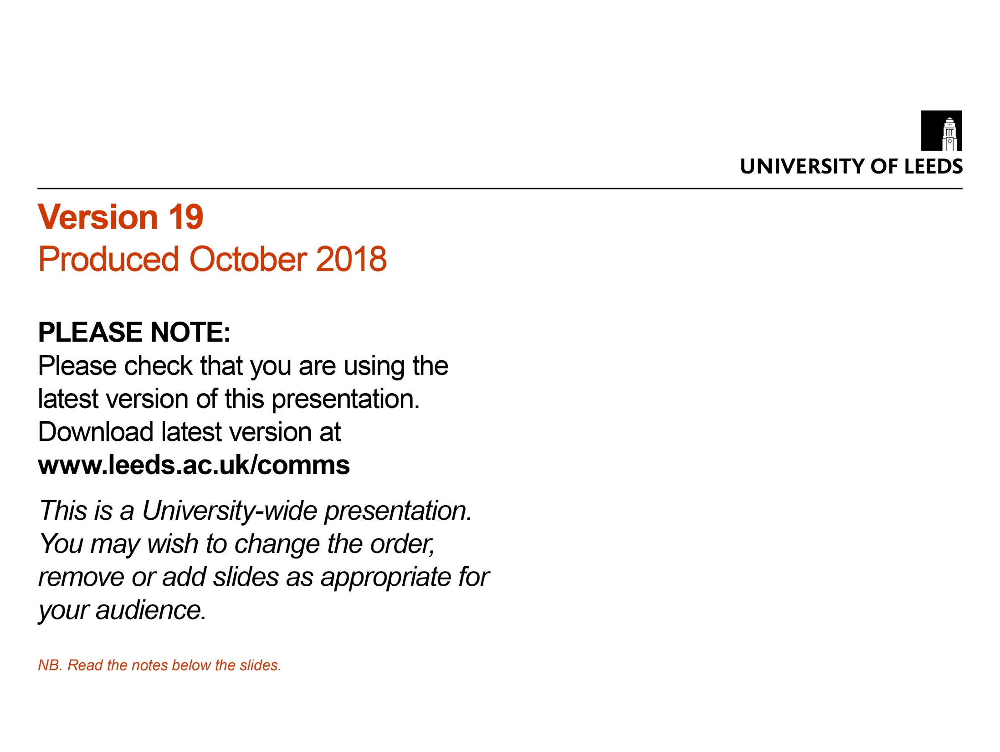 UNIVERSITY OF LEEDS
Version 19
Produced October 2018
PLEASE NOTE:
Please check that you are using the
latest version of this presentation.
Download latest version at
www.leeds.ac.uk/comms
This is a University-wide presentation.
You may wish to change the order,
remove or add slides as appropriate for
your audience.
NB. Read the notes below the slides.